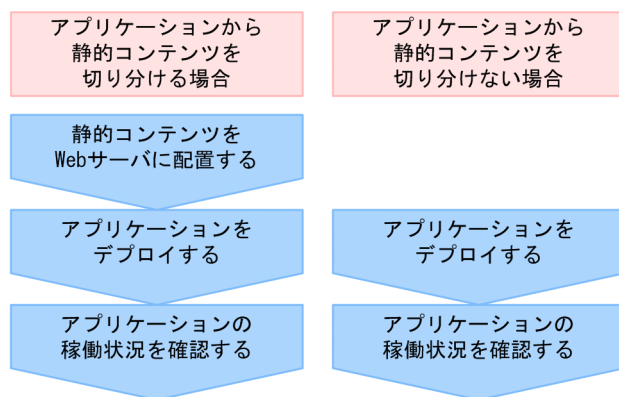 アプリケーションから
静的コンテンツを
切り分ける場合
アプリケーションから
静的コンテンツを
切り分けない場合
静的コンテンツを
Webサーバに配置する
アプリケーションを
デプロイする
アプリケーションを
デプロイする
アプリケーションの
稼働状況を確認する
アプリケーションの
稼働状況を確認する